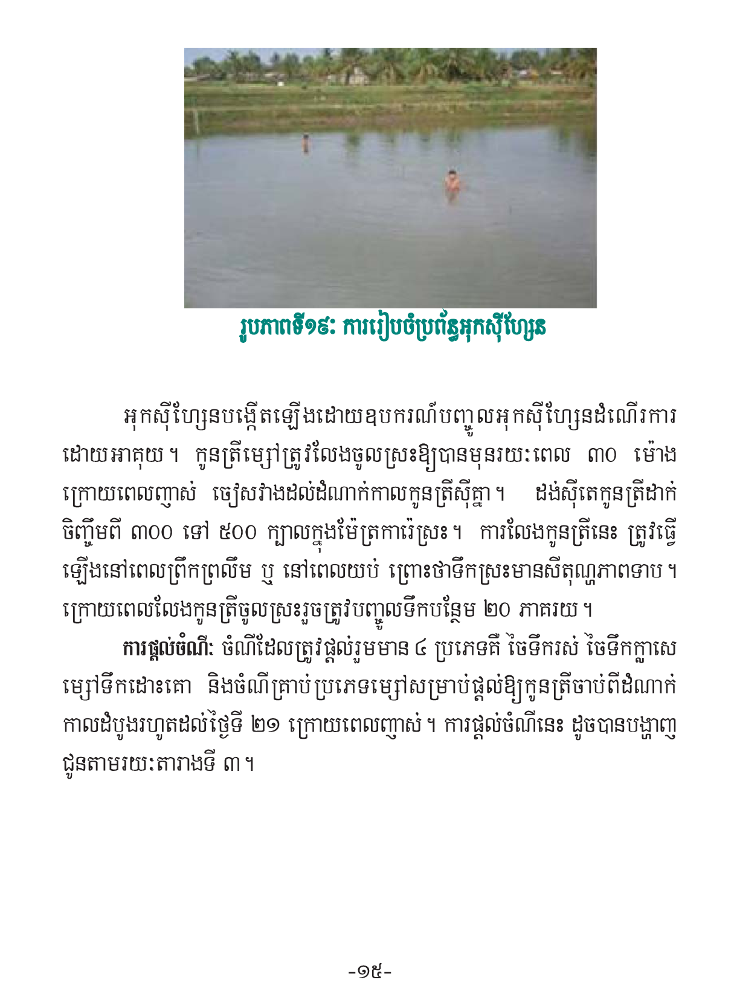 រូបភាពទី១៩ៈ ការរៀបចំប្រព័ន្ធអុកស៊ីហ្សែន
អុកស៊ីហ្សែនបង្កើតឡើងដោយឧបករណ៍បញ្ចូលអុកស៊ីហ្សែនដំណើរការ
ដោយអាគុយ។ កូនត្រីម្សៅត្រូវលែងចូលស្រះឱ្យបានមុនរយៈពេល ៣០ ម៉ោង
ក្រោយពេលញាស់ ចៀសវាងដល់ដំណាក់កាលកូនត្រីស៊ីគ្នា។ ដង់ស៊ីតេកូនត្រីដាក់
ចិញ្ចឹមពី ៣០០ ទៅ ៥០០ ក្បាលក្នុងម៉ែត្រការ៉េស្រះ។ ការលែងកូនត្រីនេះ ត្រូវធ្វើ
ឡើងនៅពេលព្រឹកព្រលឹម ឬ នៅពេលយប់ ព្រោះថាទឹកស្រះមានសីតុណ្ហភាពទាប។
ក្រោយពេលលែងកូនត្រីចូលស្រះរួចត្រូវបញ្ចូលទឹកបន្ថែម ២០ ភាគរយ។
ការផ្តល់ចំណីៈ ចំណីដែលត្រូវផ្តល់រួមមាន ៤ ប្រភេទគឺ ចៃទឹករស់ ចៃទឹកក្លាសេ
ម្សៅទឹកដោះគោ និងចំណីគ្រាប់ប្រភេទម្សៅសម្រាប់ផ្តល់ឱ្យកូនត្រីចាប់ពីដំណាក់
កាលដំបូងរហូតដល់ថ្ងៃទី ២១ ក្រោយពេលញាស់។ ការផ្តល់ចំណីនេះ ដូចបានបង្ហាញ
ជូនតាមរយៈតារាងទី ៣។
-១៥-